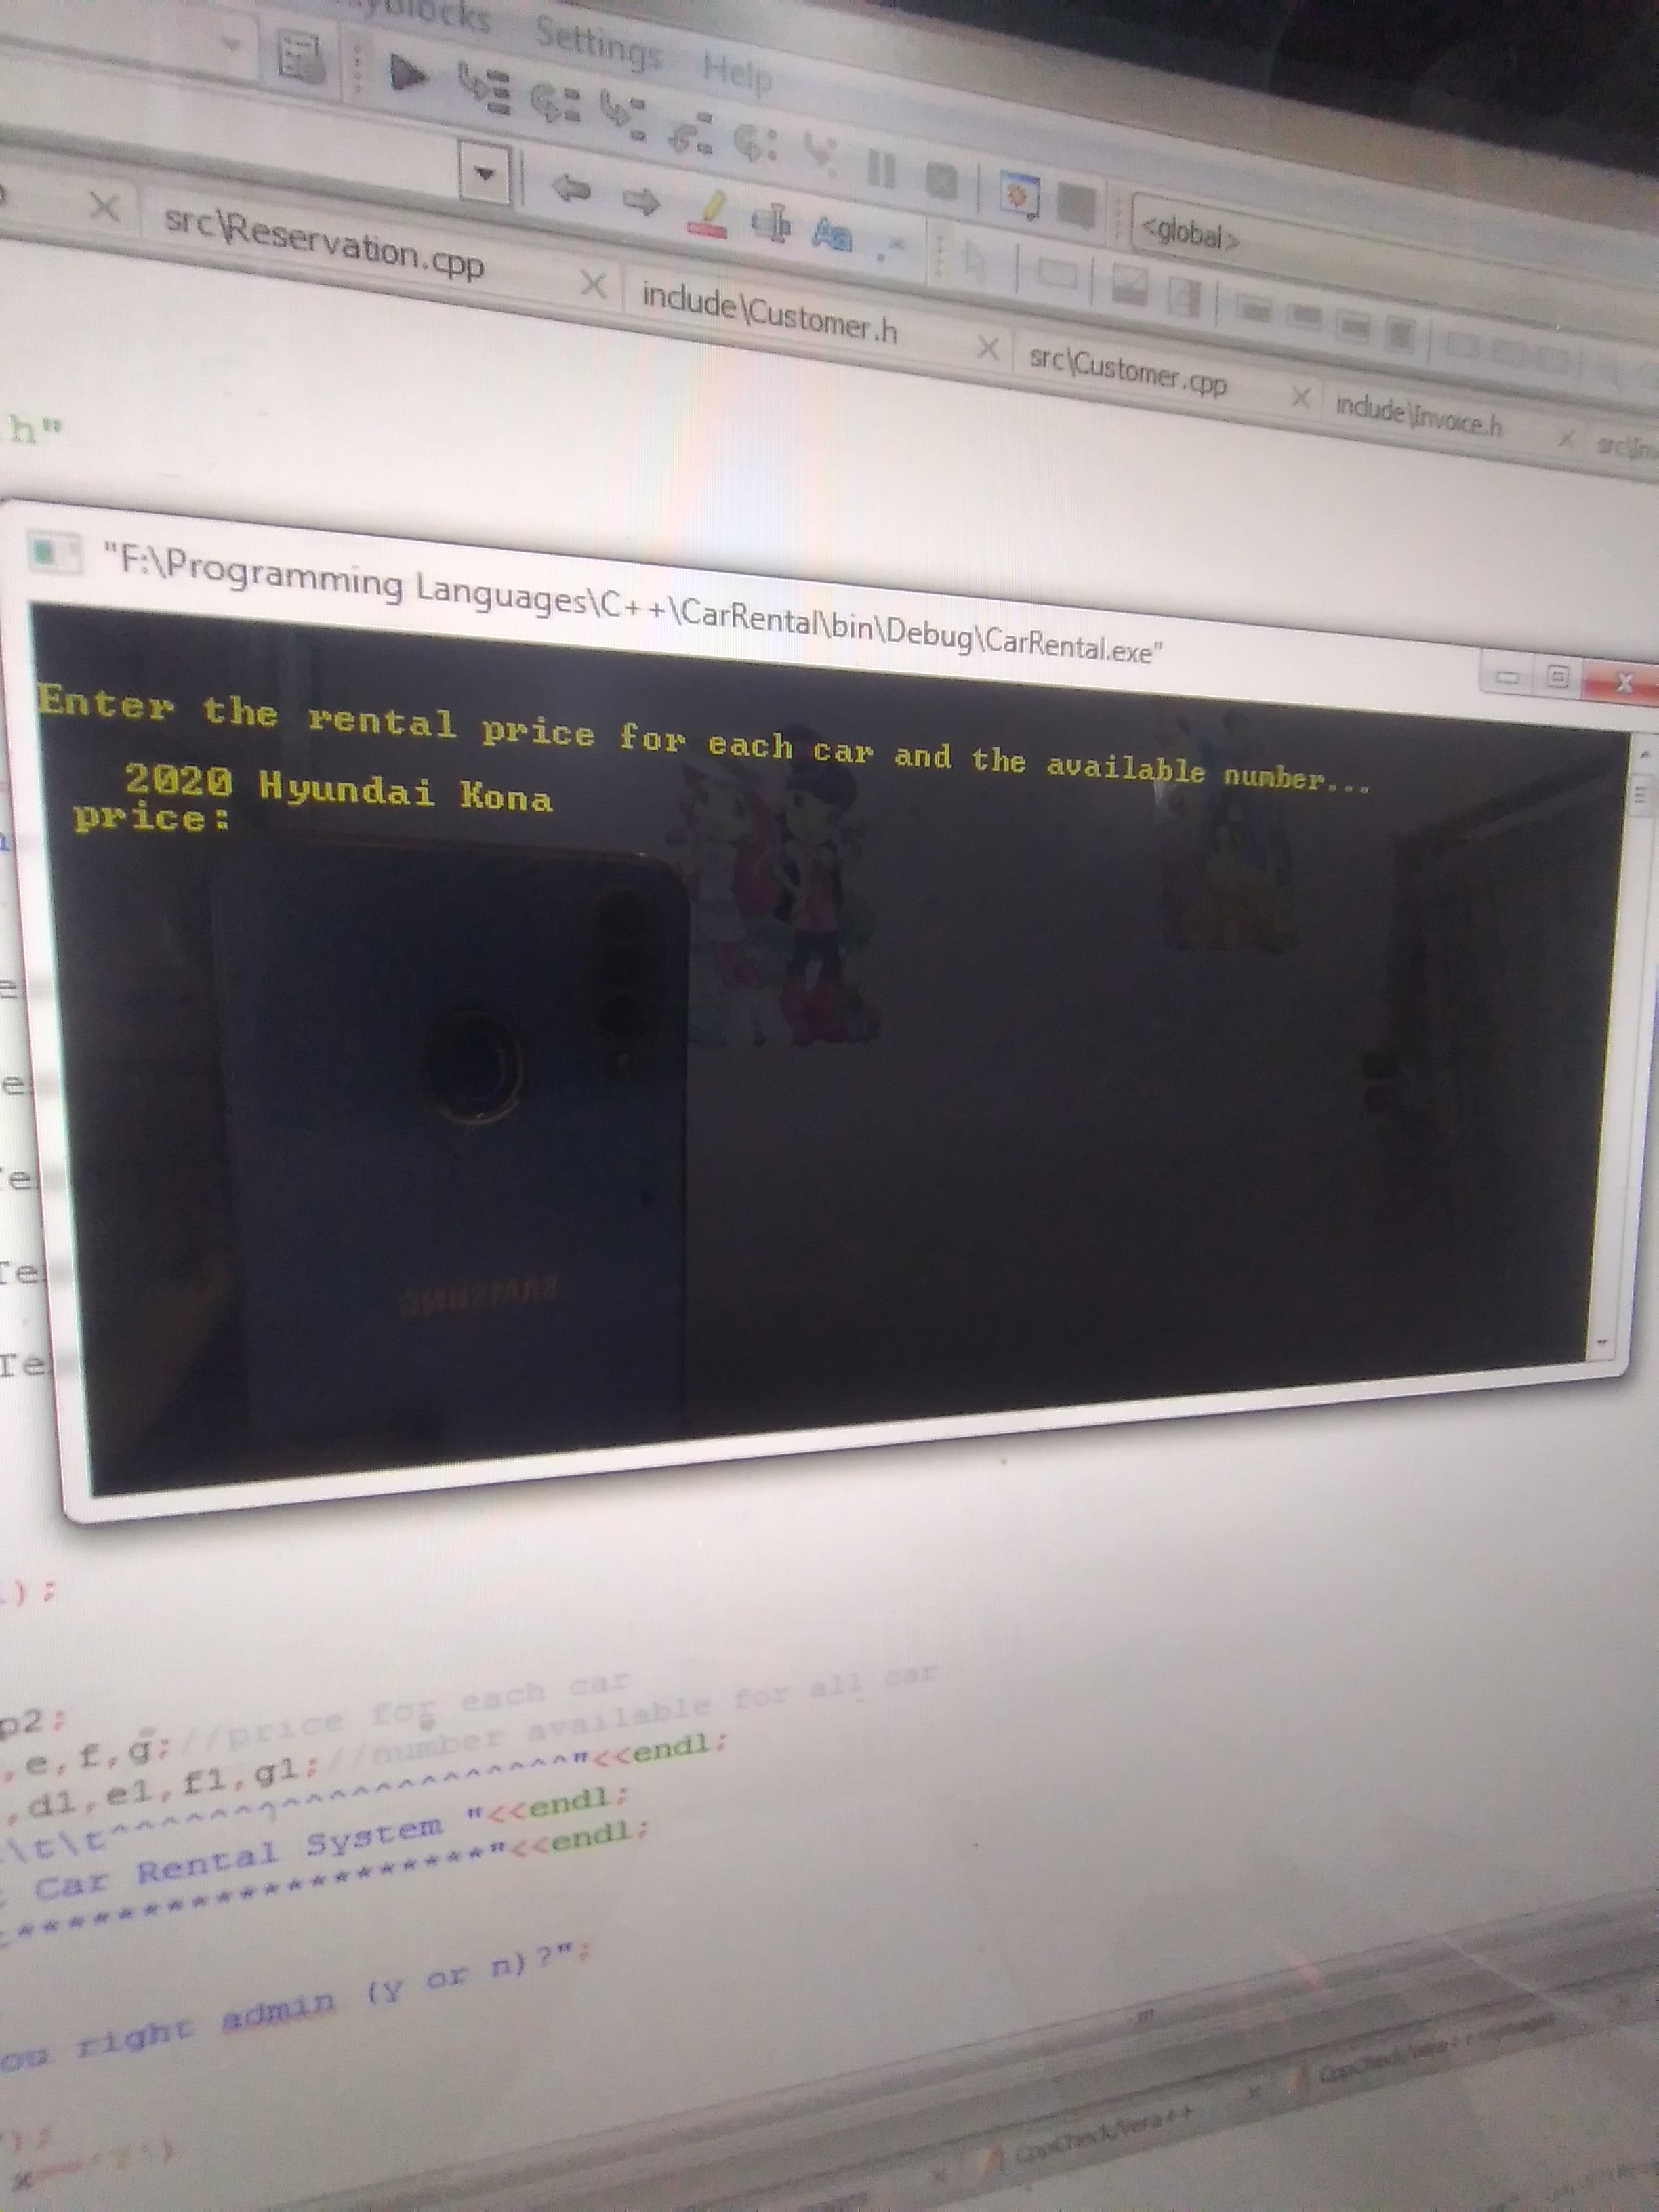 Settings Help
<global>
src\Reservation.cpp
include\Customer.h
src\Customer.cpp
include\Invoice.h
h"
"F:\Programming Languages\C++\CarRental\bin\Debug\CarRental.exe"
Enter the rental price for each car and the available number...
2020 Hyundai Kona
price:
SAMSUNG
);
p2;
,e,f,g;//price for each car
,d1,e1,f1,g1;//number available for all car
\t\t^^^^^^^^^^^^^^^^^^^^^^^^^"<<endl;
Car Rental System "<<endl;
*********************"<<endl;
ou right admin (y or n)?";
);
CppCheck/Vera++
CppCheck/Vera++ messages